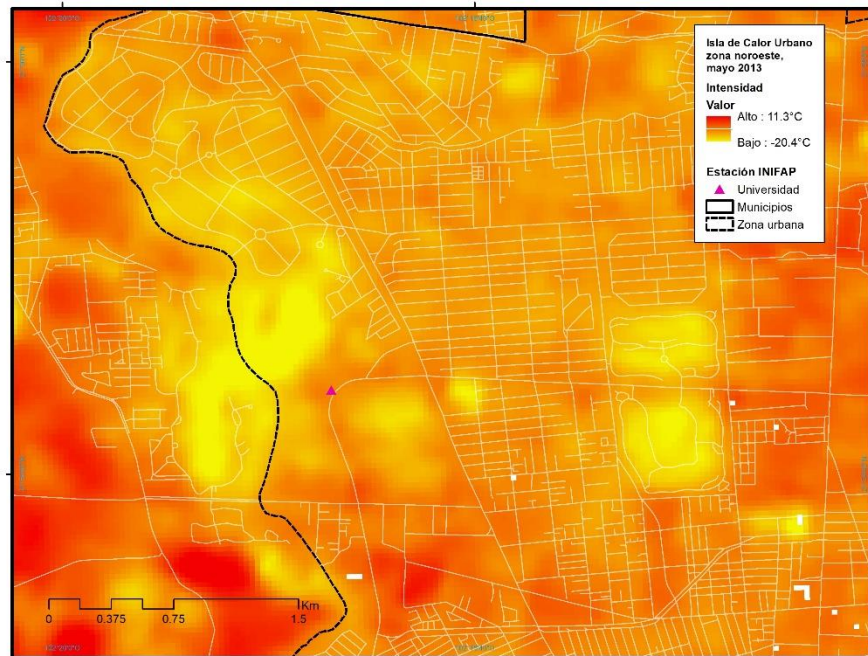 Isla de Calor Urbano
zona noroeste,
mayo 2013
Intensidad
Valor
Alto : 11.3°C
Bajo : -20.4°C
Estación INIFAP
Universidad
Municipios
Zona urbana
Km
0 0.375 0.75 1.5